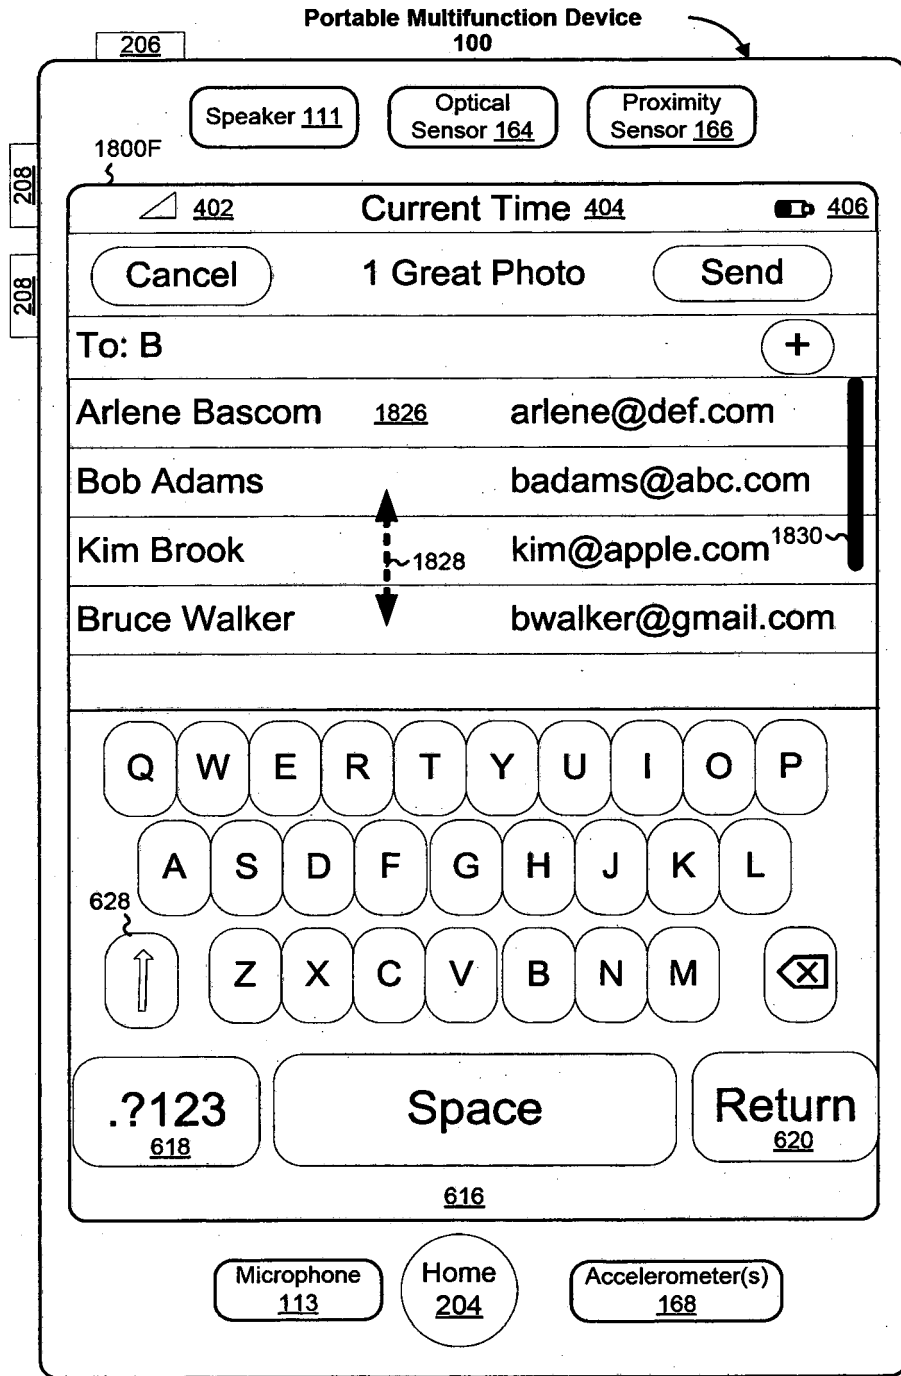 Portable Multifunction Device
100
206
Speaker 111
Optical
Sensor 164
Proximity
Sensor 166
1800F
208
208
402
Current Time 404
406
Cancel
1 Great Photo
Send
To: B
+
Arlene Bascom 1826 arlene@def.com
Bob Adams badams@abc.com
Kim Brook kim@apple.com
1830
1828
Bruce Walker bwalker@gmail.com
Q W E R T Y U I O P
A S D F G H J K L
628
Z X C V B N M
.?123
618
Space
Return
620
616
Microphone
113
Home
204
Accelerometer(s)
168